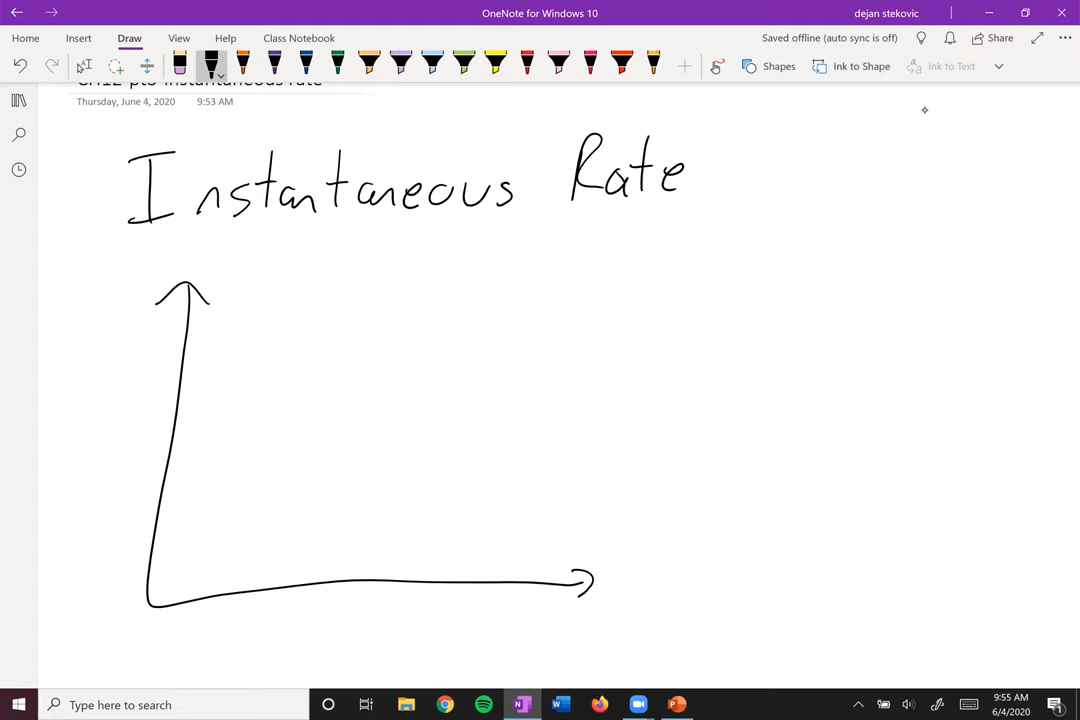 OneNote for Windows 10
dejan stekovic
Home Insert Draw View Help Class Notebook
Saved offline (auto sync is off)
Share
Shapes
Ink to Shape
Ink to Text
Thursday, June 4, 2020 9:53 AM
Instantaneous Rate
Type here to search
9:55 AM
6/4/2020
1